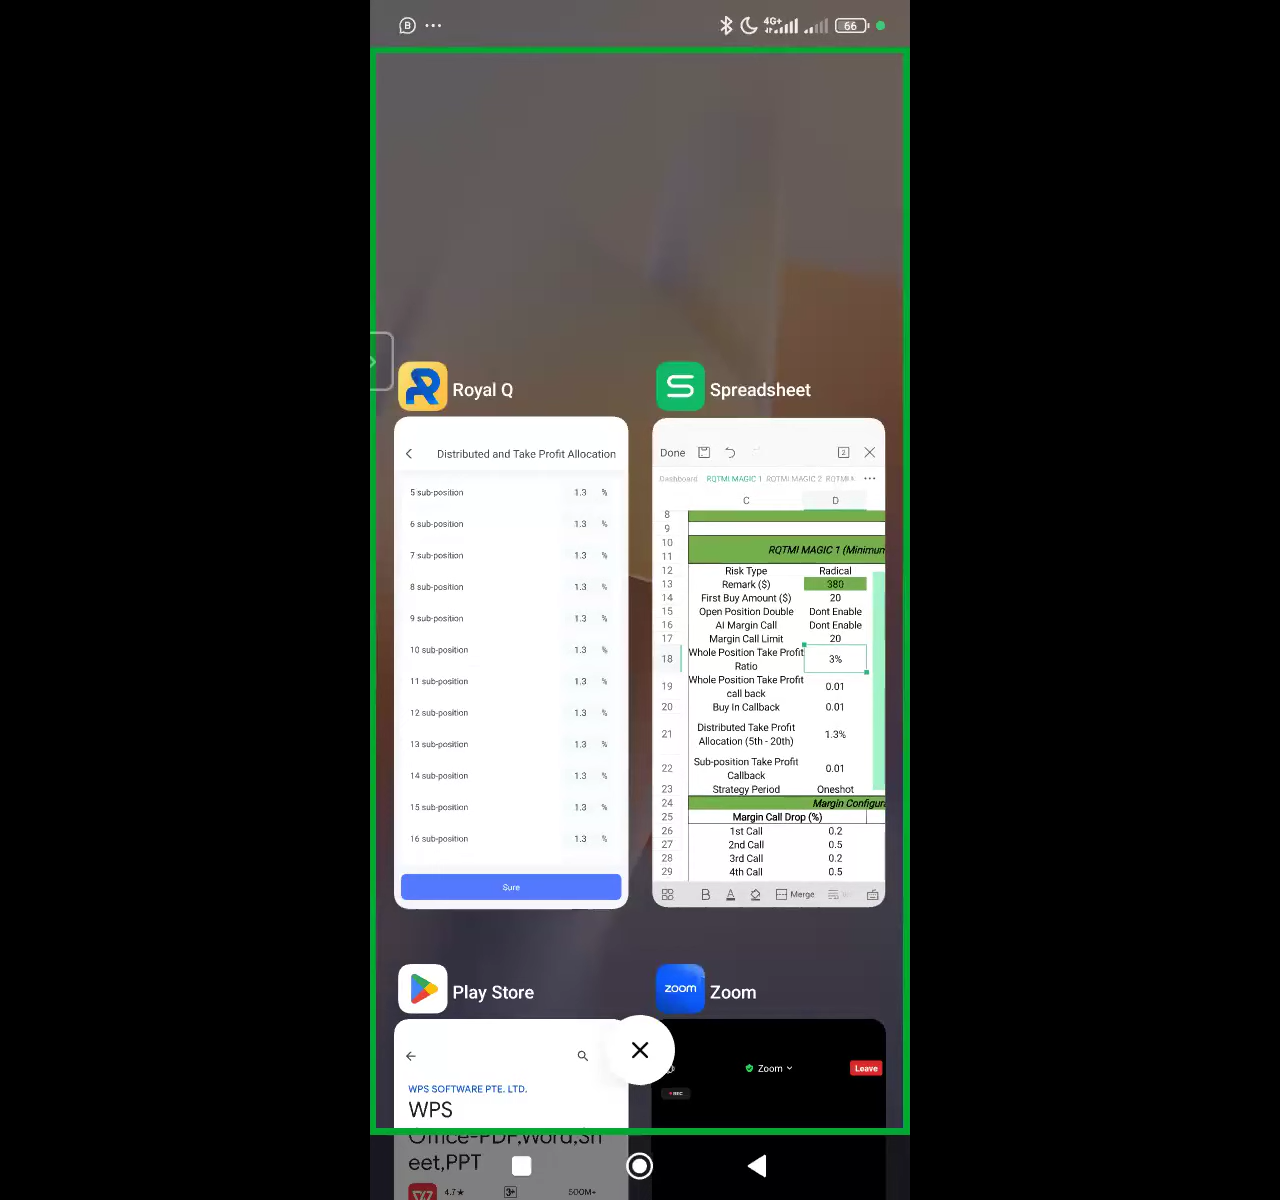 B
4G+
66
Royal Q
Spreadsheet
Distributed and Take Profit Allocation
5 sub-position 1.3 %
6 sub-position 1.3 %
7 sub-position 1.3 %
8 sub-position 1.3 %
9 sub-position 1.3 %
10 sub-position 1.3 %
11 sub-position 1.3 %
12 sub-position 1.3 %
13 sub-position 1.3 %
14 sub-position 1.3 %
15 sub-position 1.3 %
16 sub-position 1.3 %
Sure
Done 2
Dashboard RQTMI MAGIC 1 RQTMI MAGIC 2
C D
8
9
10
11 RQTMI MAGIC 1 (Minimun
12 Risk Type Radical
13 Remark ($) 380
14 First Buy Amount ($) 20
15 Open Position Double Dont Enable
16 AI Margin Call Dont Enable
17 Margin Call Limit 20
18 Whole Position Take Profit Ratio 3%
19 Whole Position Take Profit call back 0.01
20 Buy In Callback 0.01
21 Distributed Take Profit Allocation (5th - 20th) 1.3%
22 Sub-position Take Profit Callback 0.01
23 Strategy Period Oneshot
24 Margin Configura
25 Margin Call Drop (%)
26 1st Call 0.2
27 2nd Call 0.5
28 3rd Call 0.2
29 4th Call 0.5
B A Merge
Play Store
zoom Zoom
WPS SOFTWARE PTE. LTD.
WPS
Office-PDF,Word,Sh
eet,PPT
4.7★ 3+ 500M+
Zoom Leave
REC